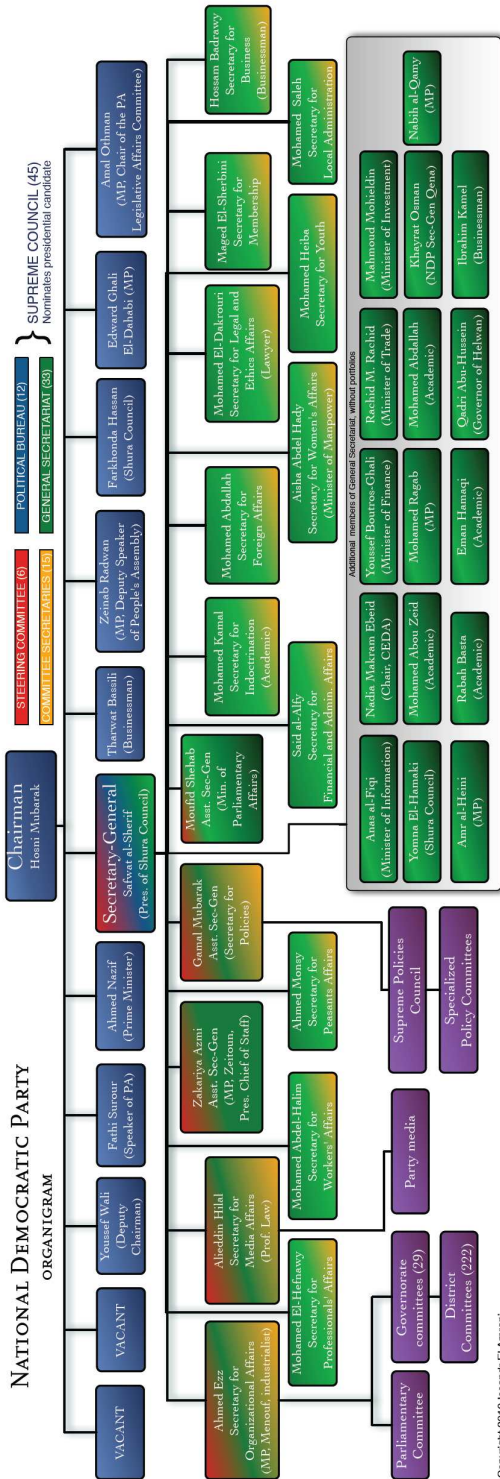 NATIONAL DEMOCRATIC PARTY
ORGANIGRAM
STEERING COMMITTEE (6)
POLITICAL BUREAU (12)
COMMITTEE SECRETARIES (15)
GENERAL SECRETARIAT (33)
SUPREME COUNCIL (45)
Nominates presidential candidate
Chairman
Hosni Mubarak
VACANT
VACANT
Youssef Wali
(Deputy
Chairman)
Fathi Surour
(Speaker of PA)
Ahmed Nazif
(Prime Minister)
Secretary-General
Safwat al-Sherif
(Pres. of Shura Council)
Tharwat Bassili
(Businessman)
Zeinab Radwan
(MP, Deputy Speaker
of People's Assembly)
Farkhonda Hassan
(Shura Council)
Edward Ghali
El-Dahabi (MP)
Amal Othman
(MP, Chair of the PA
Legislative Affairs Committee)
Ahmed Ezz
Secretary for
Organizational Affairs
(MP, Menouf, industrialist)
Alieddin Hilal
Secretary for
Media Affairs
(Prof. Law)
Zakariya Azmi
Asst. Sec-Gen
(MP, Zeitoun,
Pres. Chief of Staff)
Gamal Mubarak
Asst. Sec-Gen
(Secretary for
Policies)
Moufid Shehab
Asst. Sec-Gen
(Min. of
Parliamentary
Affairs)
Mohamed Kamal
Secretary for
Indoctrination
(Academic)
Mohamed Abdallah
Secretary for
Foreign Affairs
Mohamed El-Dakrouri
Secretary for Legal and
Ethics Affairs
(Lawyer)
Maged El-Sherbini
Secretary for
Membership
Hossam Badrawy
Secretary for
Business
(Businessman)
Mohamed El-Hefnawy
Secretary for
Professionals' Affairs
Mohamed Abdel-Halim
Secretary for
Workers' Affairs
Ahmed Monsy
Secretary for
Peasants Affairs
Said al-Alfy
Secretary for
Financial and Admin. Affairs
Aisha Abdel Hady
Secretary for Women's Affairs
(Minister of Manpower)
Mohamed Heiba
Secretary for Youth
Mohamed Saleh
Secretary for
Local Administration
Parliamentary
Committee
Governorate
committees (29)
District
Committees (222)
Party media
Supreme Policies
Council
Specialized
Policy Committees
Additional members of General Secretariat, without portfolios
Anas al-Fiqi
(Minister of Information)
Nadia Makram Ebeid
(Chair, CEDA)
Youssef Boutros-Ghali
(Minister of Finance)
Rachid M. Rachid
(Minister of Trade)
Mahmoud Mohieldin
(Minister of Investment)
Yomna El-Hamaki
(Shura Council)
Mohamed Abou Zeid
(Academic)
Mohamed Ragab
(MP)
Mohamed Abdallah
(Academic)
Khayrat Osman
(NDP Sec-Gen Qena)
Nabih al-Qamy
(MP)
Amr al-Heini
(MP)
Rabah Basta
(Academic)
Eman Hamaqi
(Academic)
Qadri Abu-Hussein
(Governor of Helwan)
Ibrahim Kamel
(Businessman)